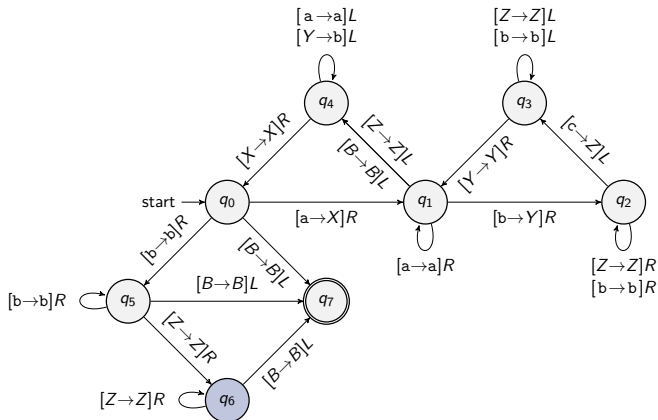 [a→a]L
[Y→b]L
[Z→Z]L
[b→b]L
q4
q3
[X→X]R
[Z→Z]L
[B→B]L
[Y→Y]R
[c→Z]L
start
q0
[a→X]R
q1
[b→Y]R
q2
[a→a]R
[Z→Z]R
[b→b]R
[b→b]R
[B→B]L
[b→b]R
q5
[B→B]L
q7
[Z→Z]R
[B→B]L
[Z→Z]R
q6